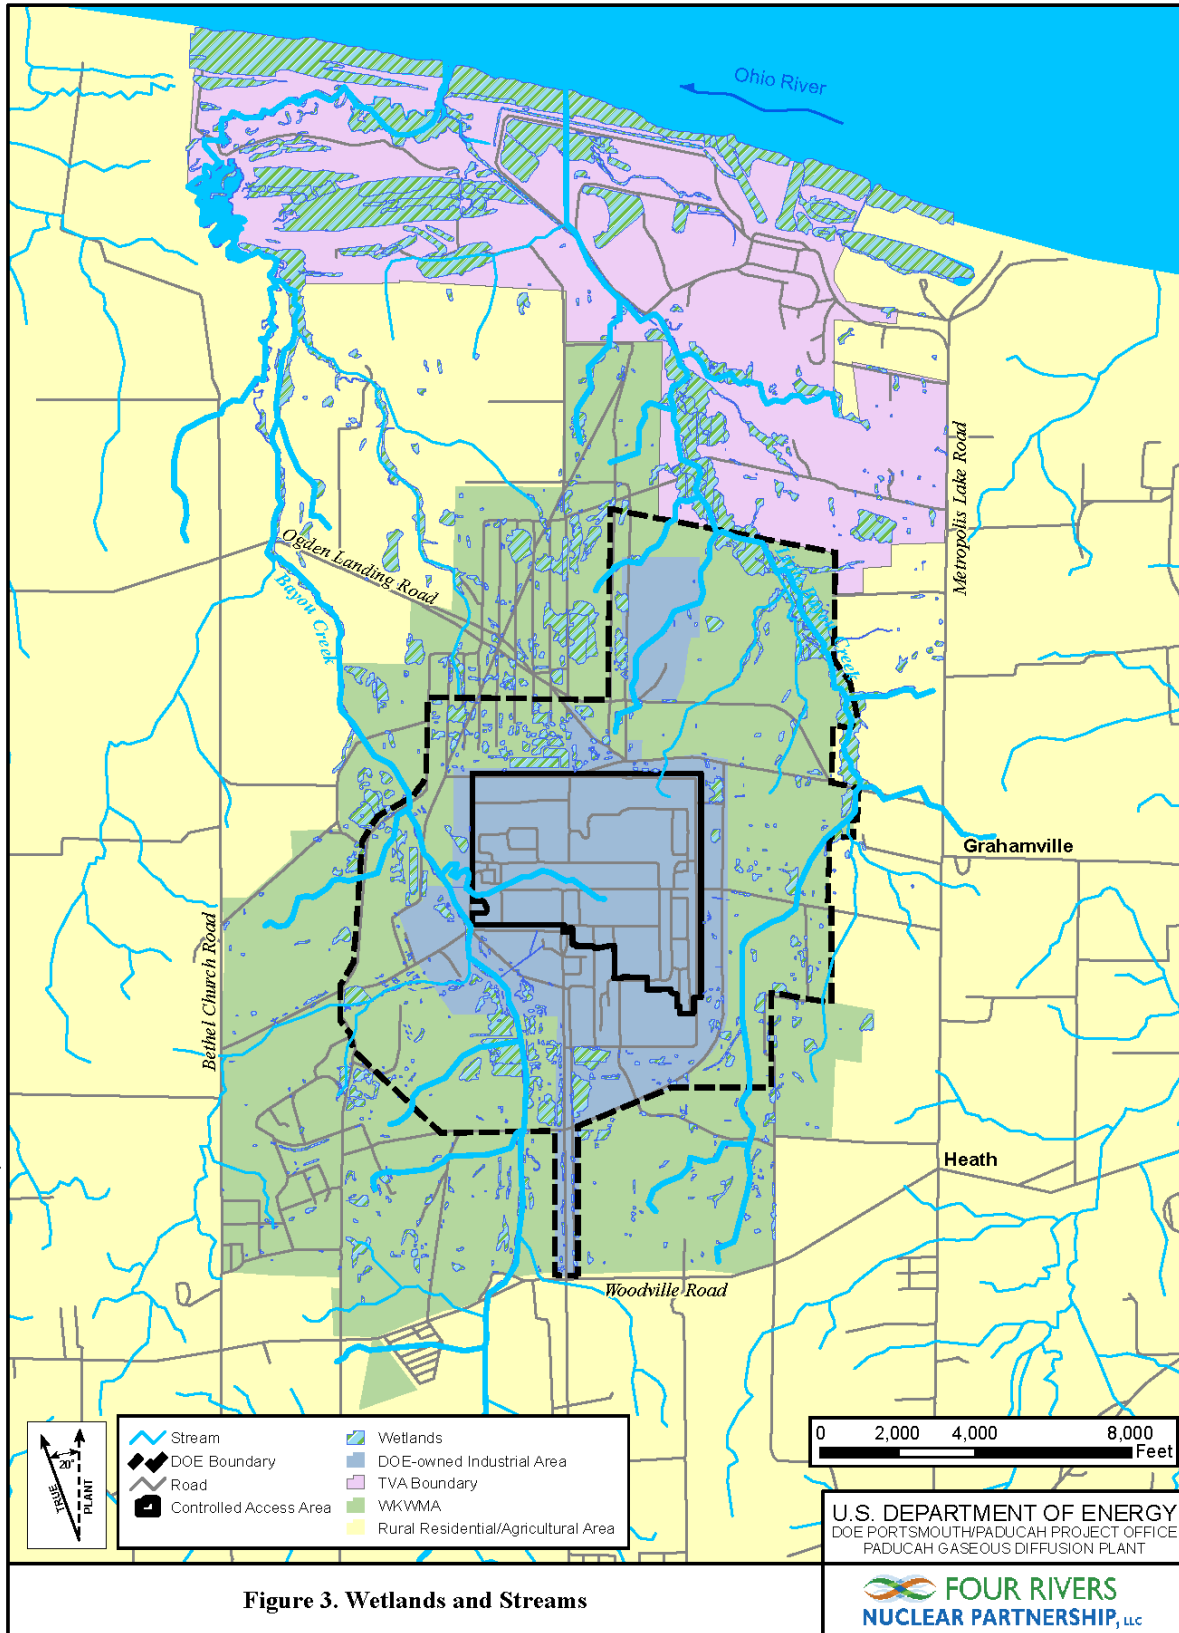 Ohio River
Metropolis Lake Road
Ogden Landing Road
Bayou Creek
Little Bayou Creek
Grahamville
Bethel Church Road
Heath
Woodville Road
20°
TRUE
PLANT
Stream
DOE Boundary
Road
Controlled Access Area
Wetlands
DOE-owned Industrial Area
TVA Boundary
WKWMA
Rural Residential/Agricultural Area
0 2,000 4,000 8,000
Feet
U.S. DEPARTMENT OF ENERGY
DOE PORTSMOUTH/PADUCAH PROJECT OFFICE
PADUCAH GASEOUS DIFFUSION PLANT
Figure 3. Wetlands and Streams
FOUR RIVERS
NUCLEAR PARTNERSHIP, LLC